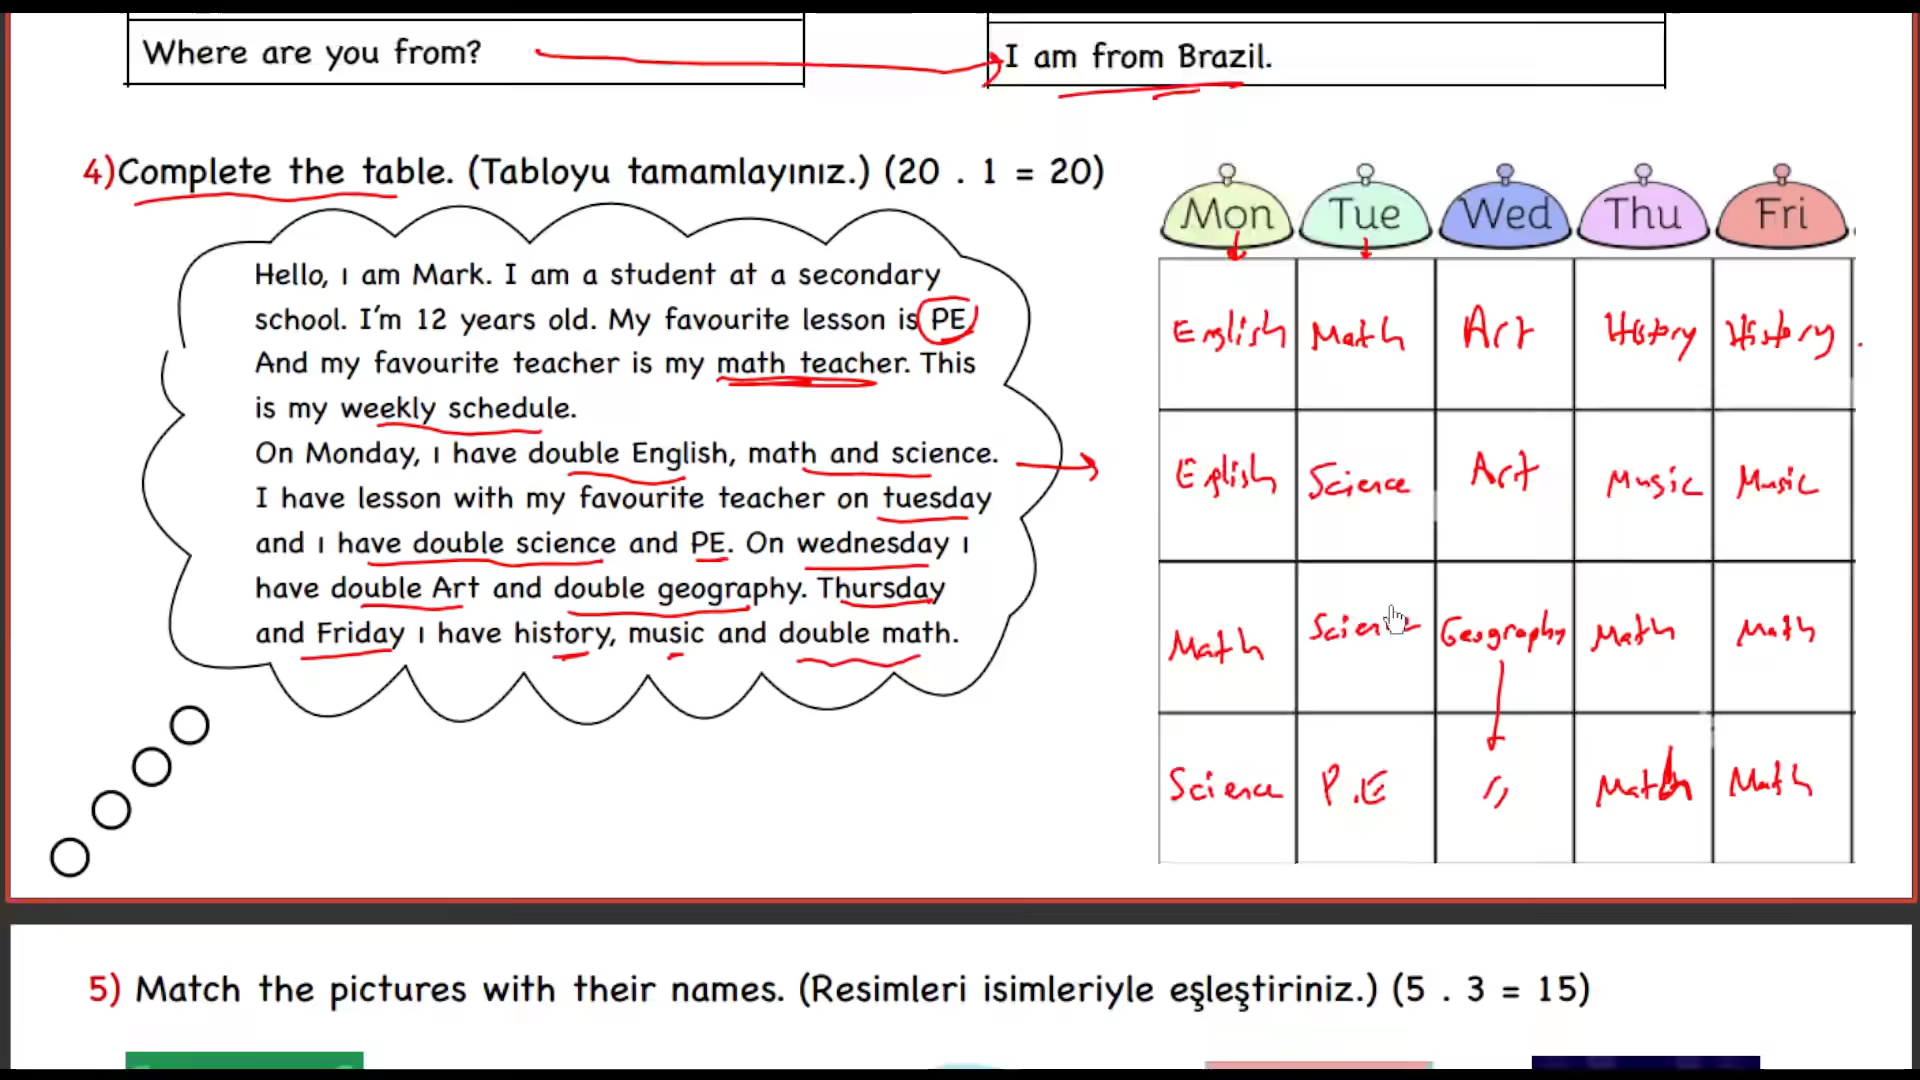 Where are you from?
I am from Brazil.
4)Complete the table. (Tabloyu tamamlayınız.) (20 . 1 = 20)
Hello, ı am Mark. I am a student at a secondary
school. I'm 12 years old. My favourite lesson is PE
And my favourite teacher is my math teacher. This
is my weekly schedule.
On Monday, ı have double English, math and science.
I have lesson with my favourite teacher on tuesday
and ı have double science and PE. On wednesday ı
have double Art and double geography. Thursday
and Friday ı have history, music and double math.
Mon Tue Wed Thu Fri
English Math Art History History
English Science Art Music Music
Math Science Geography Math Math
Science P.E " Math Math
5) Match the pictures with their names. (Resimleri isimleriyle eşleştiriniz.) (5 . 3 = 15)